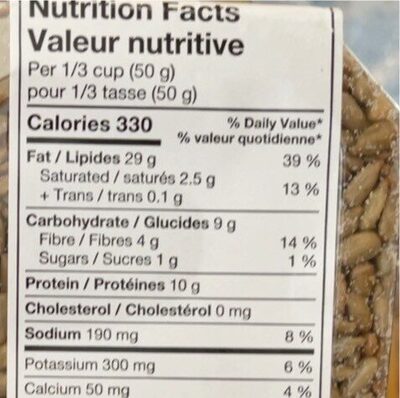 Nutrition Facts
Valeur nutritive
Per 1/3 cup (50 g)
pour 1/3 tasse (50 g)
Calories 330 % Daily Value*
% valeur quotidienne*
Fat / Lipides 29 g 39 %
Saturated / saturés 2.5 g
+ Trans / trans 0.1 g 13 %
Carbohydrate / Glucides 9 g
Fibre / Fibres 4 g 14 %
Sugars / Sucres 1 g 1 %
Protein / Protéines 10 g
Cholesterol / Cholestérol 0 mg
Sodium 190 mg 8 %
Potassium 300 mg 6 %
Calcium 50 mg 4 %